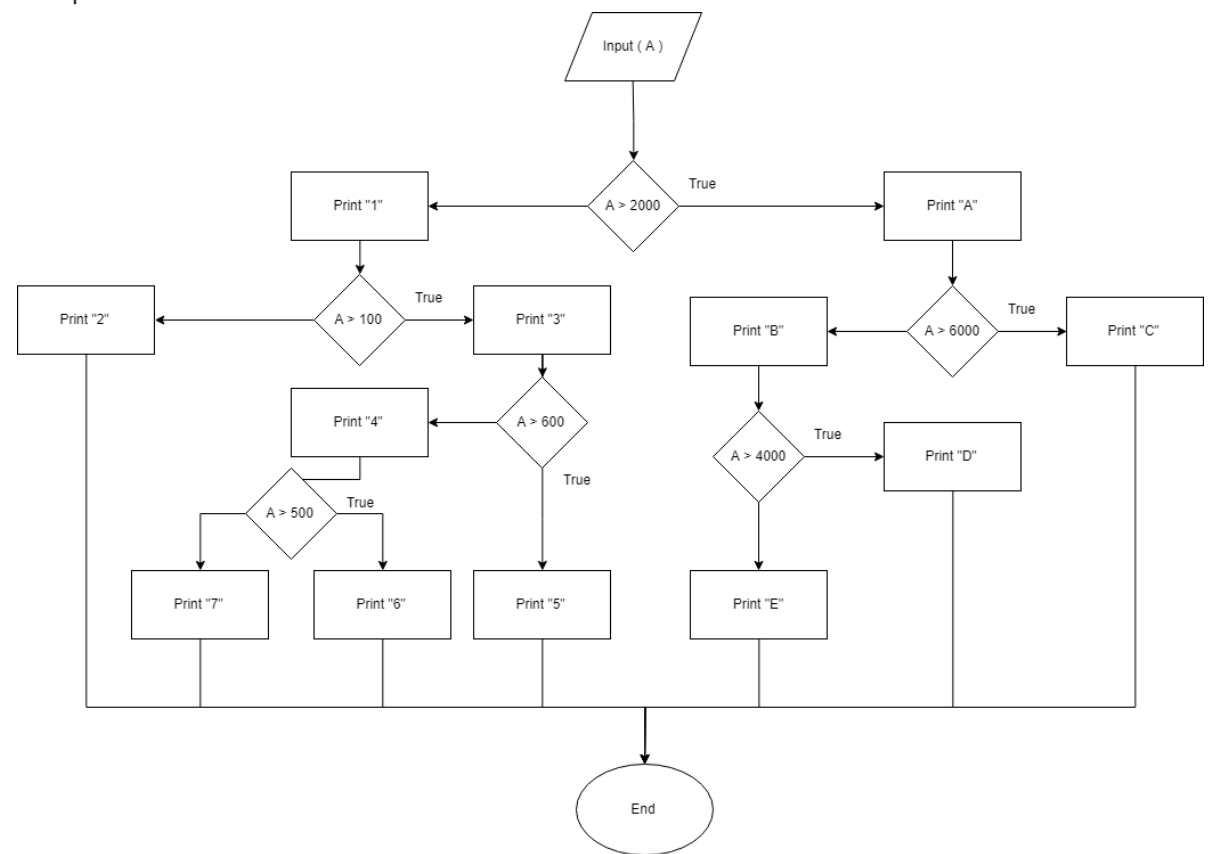 Input ( A )
True
Print "1"
A > 2000
Print "A"
True
True
Print "2"
A > 100
Print "3"
Print "B"
A > 6000
Print "C"
Print "4"
A > 600
True
A > 4000
Print "D"
True
True
A > 500
Print "7"
Print "6"
Print "5"
Print "E"
End